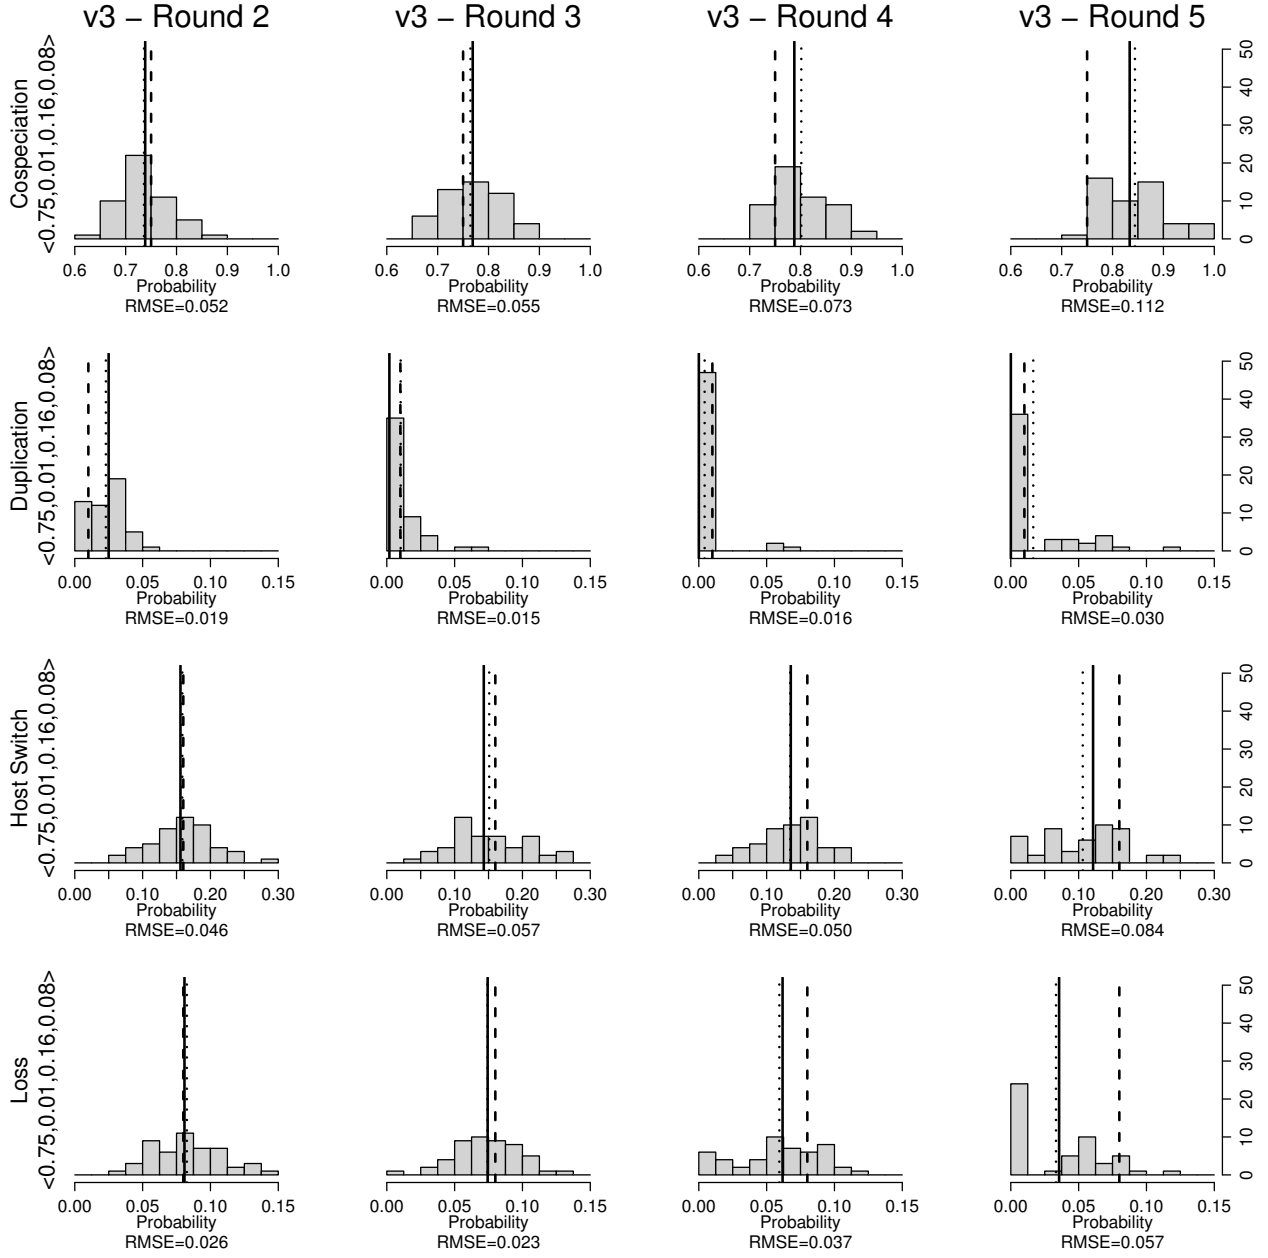 v3 – Round 2 v3 – Round 3 v3 – Round 4 v3 – Round 5
Cospeciation
<0.75,0.01,0.16,0.08>
0 10 20 30 40 50
0.6 0.7 0.8 0.9 1.0 0.6 0.7 0.8 0.9 1.0 0.6 0.7 0.8 0.9 1.0 0.6 0.7 0.8 0.9 1.0
Probability Probability Probability Probability
RMSE=0.052 RMSE=0.055 RMSE=0.073 RMSE=0.112
Duplication
<0.75,0.01,0.16,0.08>
0 10 20 30 40 50
0.00 0.05 0.10 0.15 0.00 0.05 0.10 0.15 0.00 0.05 0.10 0.15 0.00 0.05 0.10 0.15
Probability Probability Probability Probability
RMSE=0.019 RMSE=0.015 RMSE=0.016 RMSE=0.030
Host Switch
<0.75,0.01,0.16,0.08>
0 10 20 30 40 50
0.00 0.10 0.20 0.30 0.00 0.10 0.20 0.30 0.00 0.10 0.20 0.30 0.00 0.10 0.20 0.30
Probability Probability Probability Probability
RMSE=0.046 RMSE=0.057 RMSE=0.050 RMSE=0.084
Loss
<0.75,0.01,0.16,0.08>
0 10 20 30 40 50
0.00 0.05 0.10 0.15 0.00 0.05 0.10 0.15 0.00 0.05 0.10 0.15 0.00 0.05 0.10 0.15
Probability Probability Probability Probability
RMSE=0.026 RMSE=0.023 RMSE=0.037 RMSE=0.057